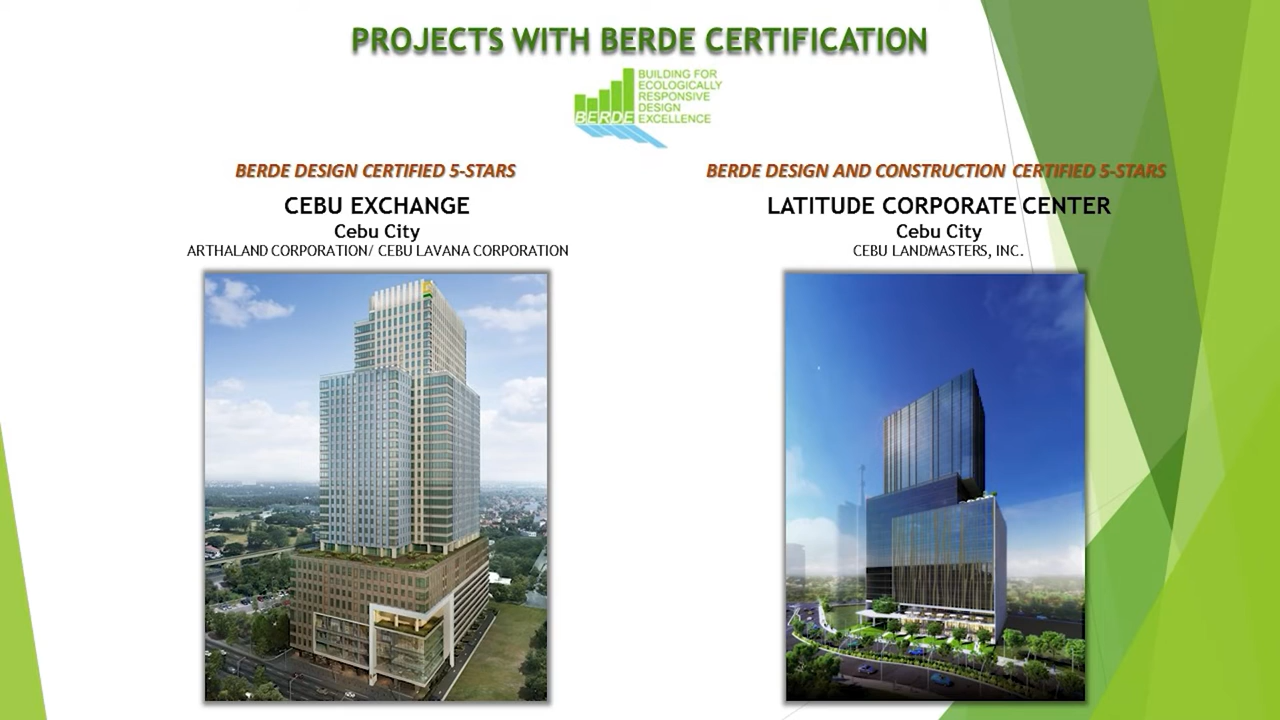 PROJECTS WITH BERDE CERTIFICATION
BUILDING FOR
ECOLOGICALLY
RESPONSIVE
DESIGN
EXCELLENCE
BERDE
BERDE DESIGN CERTIFIED 5-STARS
CEBU EXCHANGE
Cebu City
ARTHALAND CORPORATION/ CEBU LAVANA CORPORATION
BERDE DESIGN AND CONSTRUCTION CERTIFIED 5-STARS
LATITUDE CORPORATE CENTER
Cebu City
CEBU LANDMASTERS, INC.